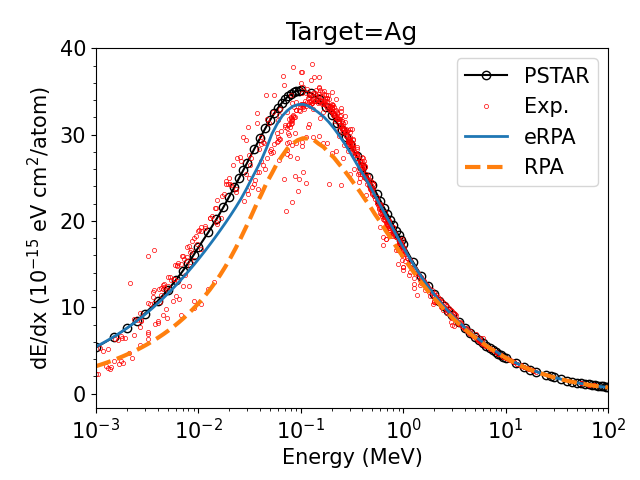 Target=Ag
dE/dx (10⁻¹⁵ eV cm²/atom)
40
30
20
10
0
PSTAR
Exp.
eRPA
RPA
10⁻³
10⁻²
10⁻¹
10⁰
10¹
10²
Energy (MeV)